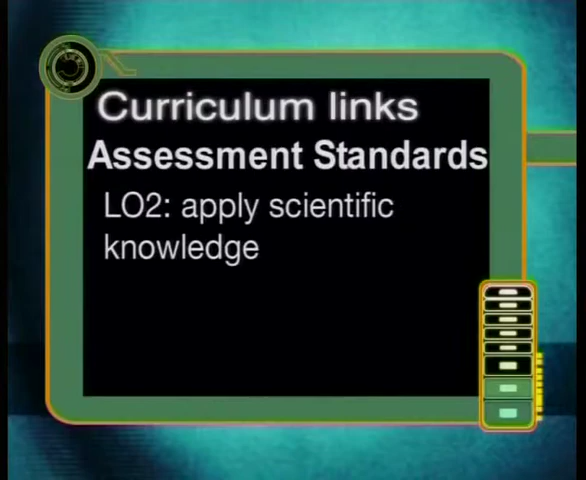 Curriculum links
Assessment Standards
LO2: apply scientific
knowledge